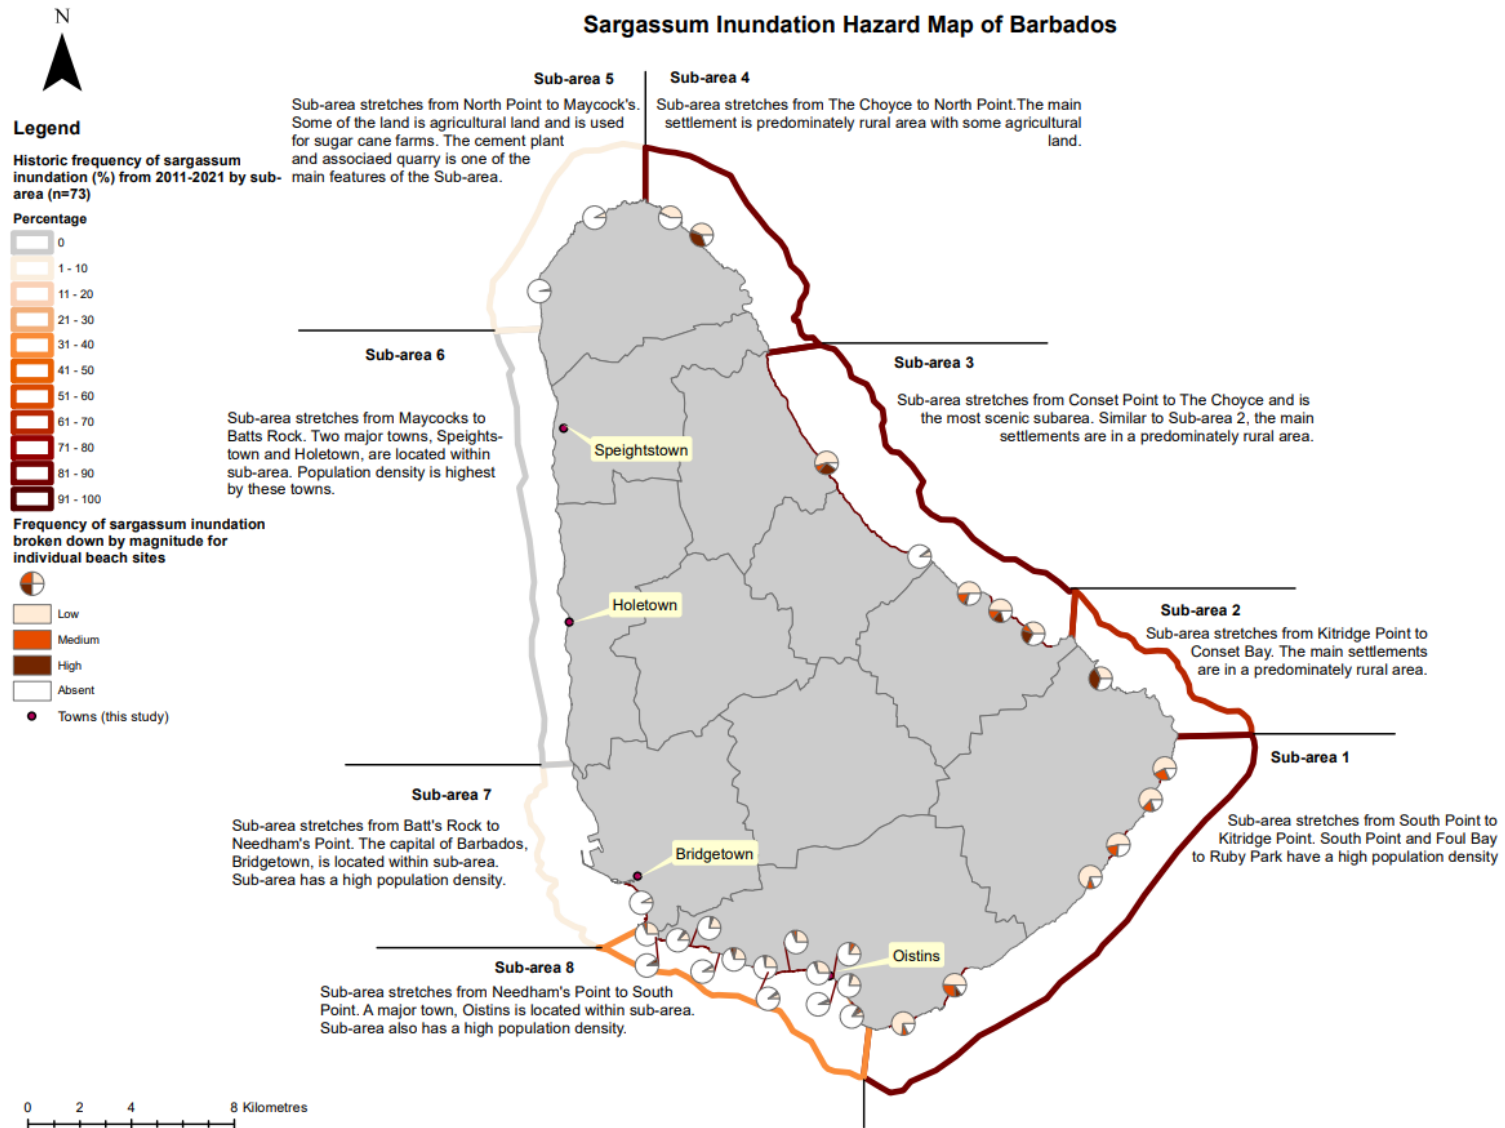 Sargassum Inundation Hazard Map of Barbados
N
Legend
Historic frequency of sargassum
inundation (%) from 2011-2021 by sub-
area (n=73)
Percentage
0
1 - 10
11 - 20
21 - 30
31 - 40
41 - 50
51 - 60
61 - 70
71 - 80
81 - 90
91 - 100
Frequency of sargassum inundation
broken down by magnitude for
individual beach sites
Low
Medium
High
Absent
Towns (this study)
Sub-area 5
Sub-area stretches from North Point to Maycock's.
Some of the land is agricultural land and is used
for sugar cane farms. The cement plant
and associaed quarry is one of the
main features of the Sub-area.
Sub-area 4
Sub-area stretches from The Choyce to North Point.The main
settlement is predominately rural area with some agricultural
land.
Sub-area 6
Sub-area stretches from Maycocks to
Batts Rock. Two major towns, Speights-
town and Holetown, are located within
sub-area. Population density is highest
by these towns.
Sub-area 3
Sub-area stretches from Conset Point to The Choyce and is
the most scenic subarea. Similar to Sub-area 2, the main
settlements are in a predominately rural area.
Speightstown
Holetown
Sub-area 2
Sub-area stretches from Kitridge Point to
Conset Bay. The main settlements
are in a predominately rural area.
Sub-area 1
Sub-area stretches from South Point to
Kitridge Point. South Point and Foul Bay
to Ruby Park have a high population density
Sub-area 7
Sub-area stretches from Batt's Rock to
Needham's Point. The capital of Barbados,
Bridgetown, is located within sub-area.
Sub-area has a high population density.
Bridgetown
Oistins
Sub-area 8
Sub-area stretches from Needham's Point to South
Point. A major town, Oistins is located within sub-area.
Sub-area also has a high population density.
0 2 4 8 Kilometres